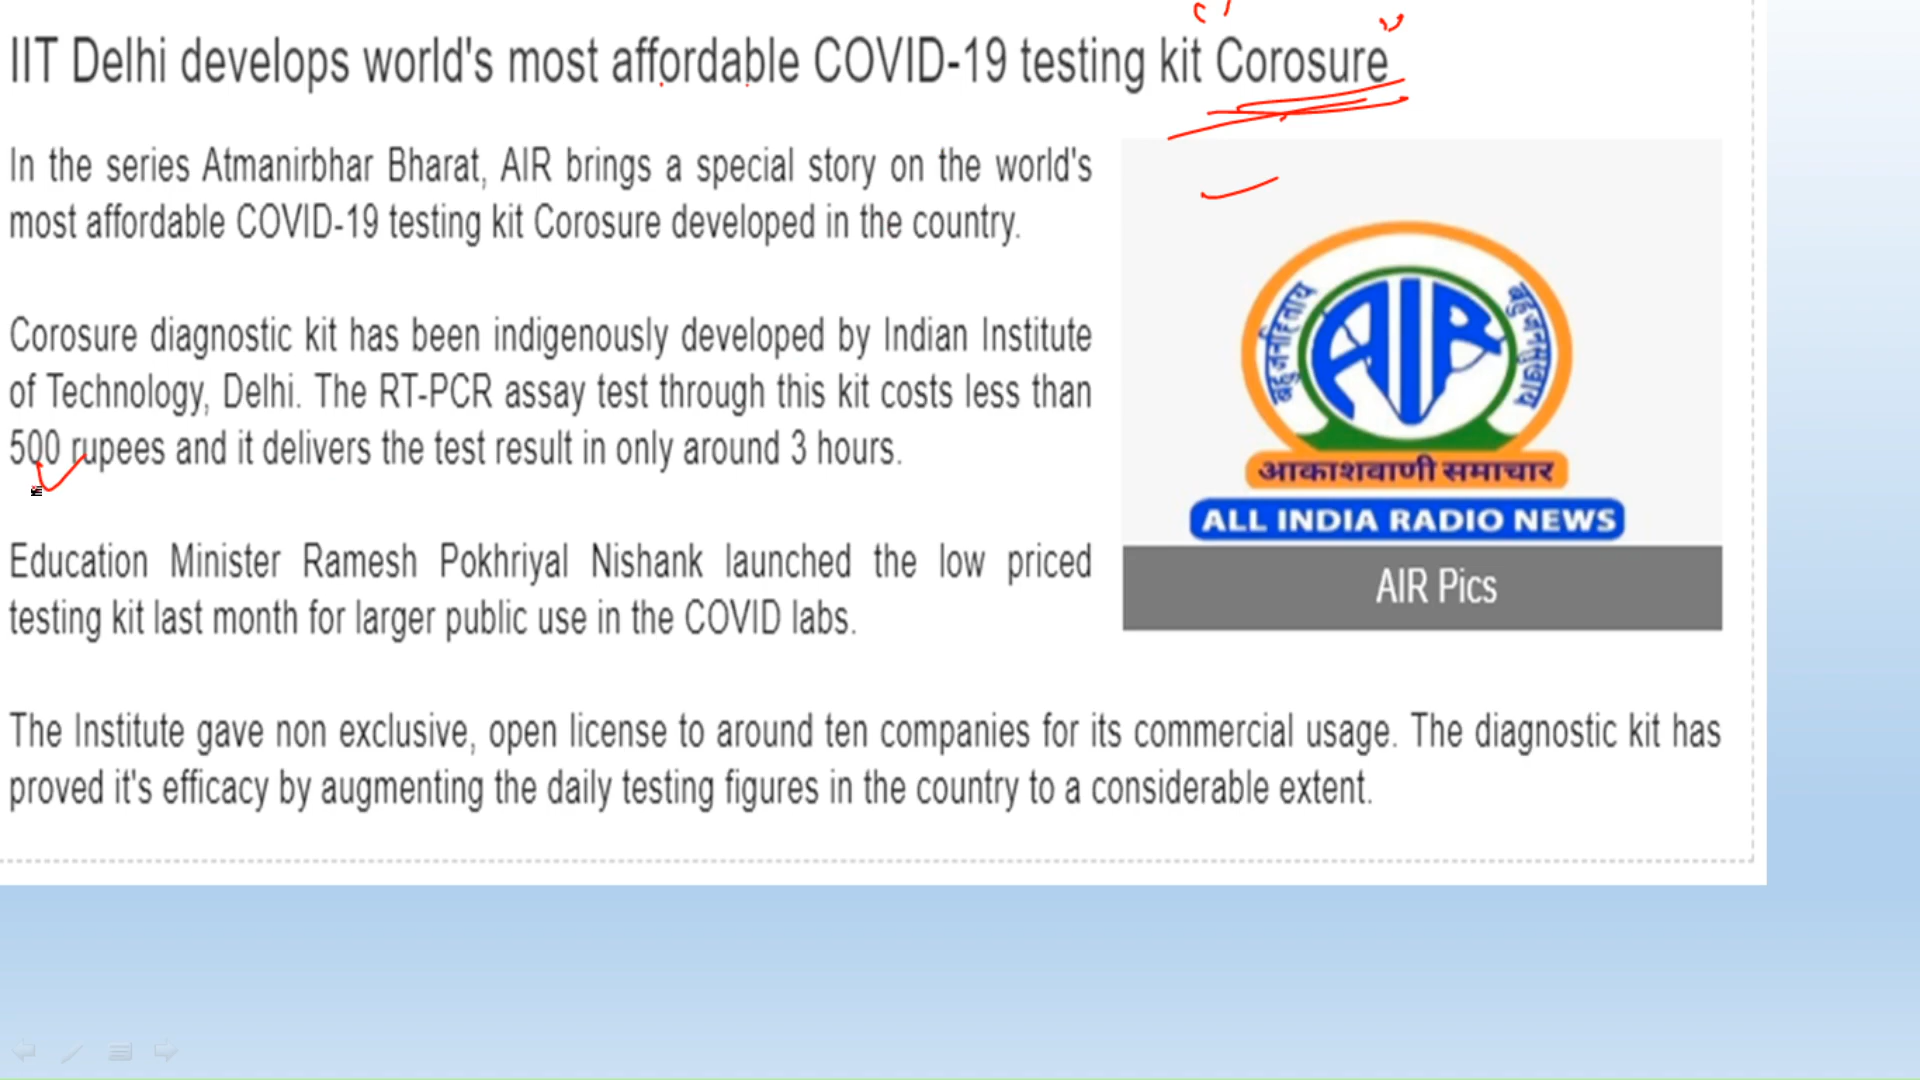 IIT Delhi develops world's most affordable COVID-19 testing kit Corosure
In the series Atmanirbhar Bharat, AIR brings a special story on the world's
most affordable COVID-19 testing kit Corosure developed in the country.
Corosure diagnostic kit has been indigenously developed by Indian Institute
of Technology, Delhi. The RT-PCR assay test through this kit costs less than
500 rupees and it delivers the test result in only around 3 hours.
Education Minister Ramesh Pokhriyal Nishank launched the low priced
testing kit last month for larger public use in the COVID labs.
बहुजनहिताय
बहुजनसुखाय
AIR
आकाशवाणी समाचार
ALL INDIA RADIO NEWS
AIR Pics
The Institute gave non exclusive, open license to around ten companies for its commercial usage. The diagnostic kit has
proved it's efficacy by augmenting the daily testing figures in the country to a considerable extent.